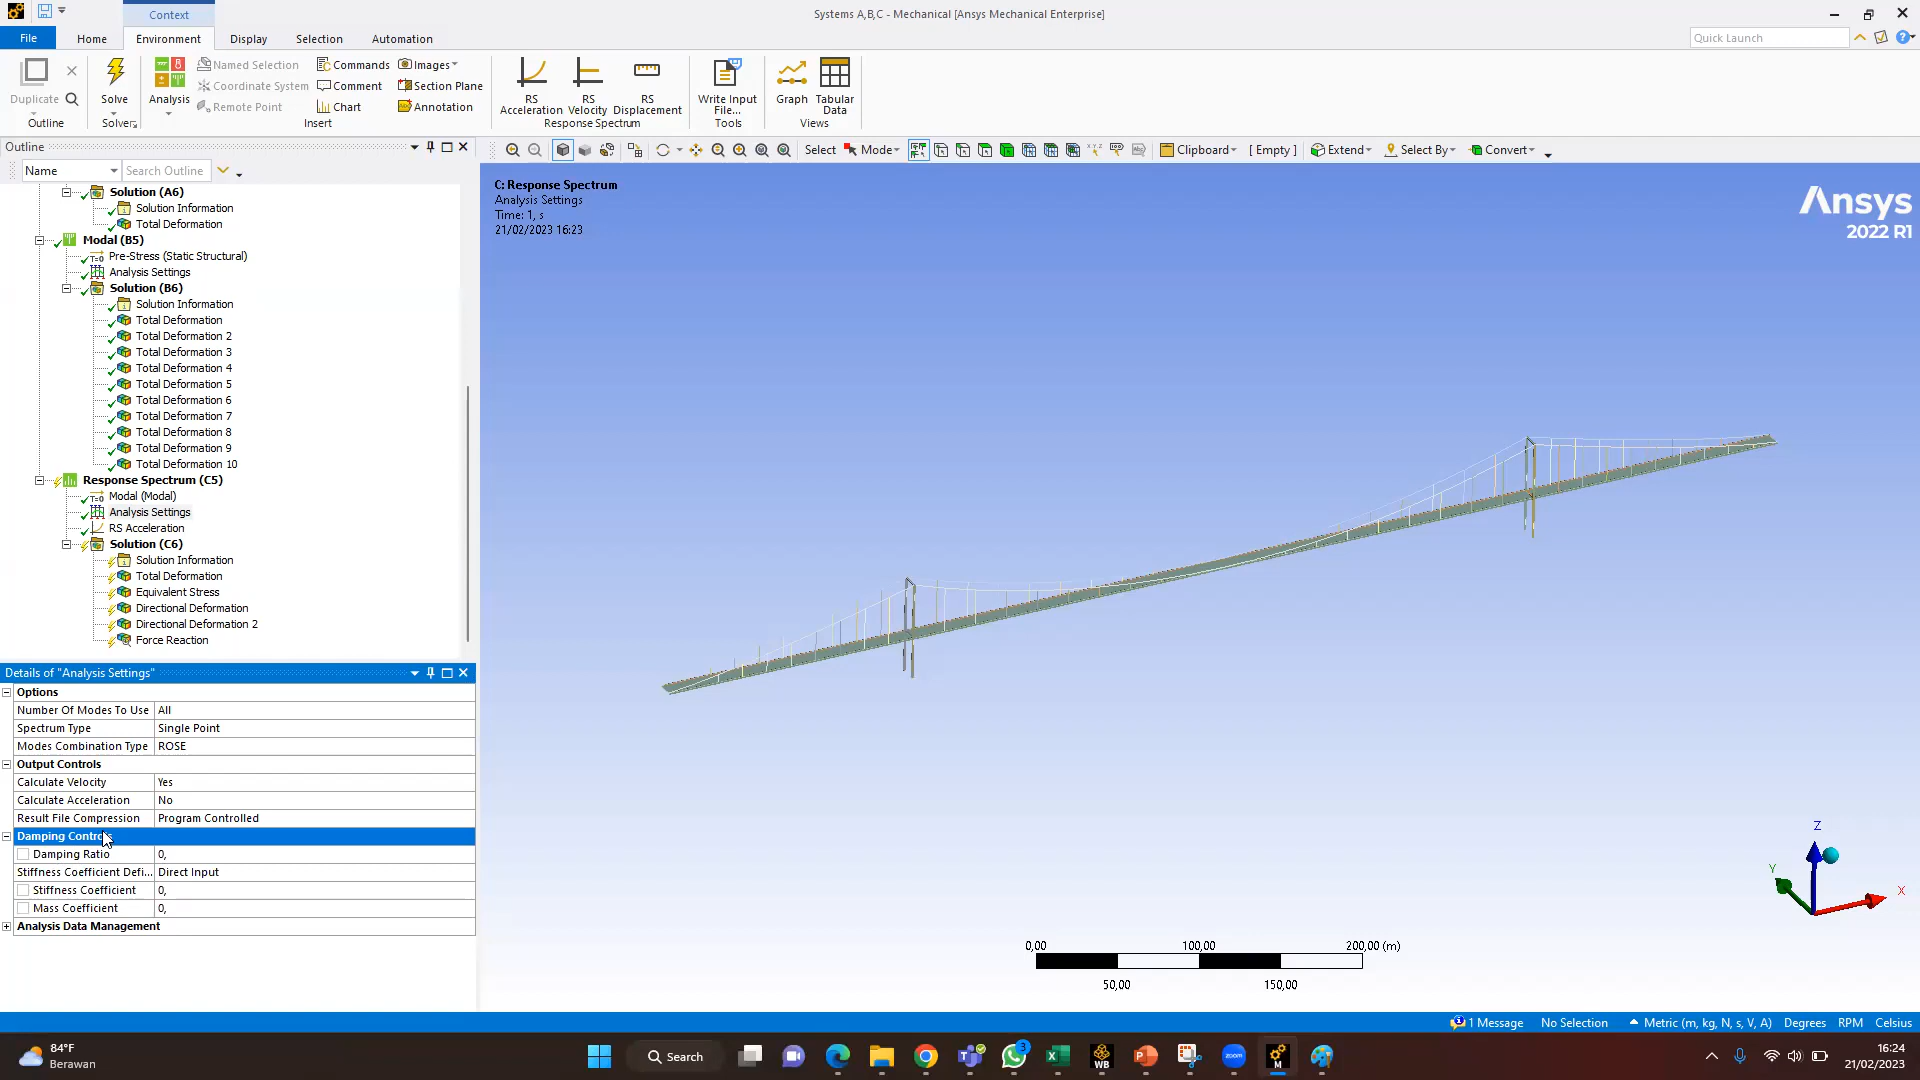 Context
Systems A,B,C - Mechanical [Ansys Mechanical Enterprise]
File
Home
Environment
Display
Selection
Automation
Quick Launch
Duplicate
Outline
Solve
Solver
Analysis
Named Selection
Coordinate System
Remote Point
Commands
Comment
Chart
Images
Section Plane
Annotation
Insert
RS Acceleration
RS Velocity
RS Displacement
Response Spectrum
Write Input File...
Tools
Graph
Tabular Data
Views
Outline
Name
Search Outline
Select
Mode
Clipboard
[ Empty ]
Extend
Select By
Convert
Solution (A6)
Solution Information
Total Deformation
Modal (B5)
Pre-Stress (Static Structural)
Analysis Settings
Solution (B6)
Solution Information
Total Deformation
Total Deformation 2
Total Deformation 3
Total Deformation 4
Total Deformation 5
Total Deformation 6
Total Deformation 7
Total Deformation 8
Total Deformation 9
Total Deformation 10
Response Spectrum (C5)
Modal (Modal)
Analysis Settings
RS Acceleration
Solution (C6)
Solution Information
Total Deformation
Equivalent Stress
Directional Deformation
Directional Deformation 2
Force Reaction
Details of "Analysis Settings"
Options
Number Of Modes To Use All
Spectrum Type Single Point
Modes Combination Type ROSE
Output Controls
Calculate Velocity Yes
Calculate Acceleration No
Result File Compression Program Controlled
Damping Controls
Damping Ratio 0,
Stiffness Coefficient Defi... Direct Input
Stiffness Coefficient 0,
Mass Coefficient 0,
Analysis Data Management
C: Response Spectrum
Analysis Settings
Time: 1, s
21/02/2023 16:23
Ansys
2022 R1
Z
Y
X
0,00 100,00 200,00 (m)
50,00 150,00
1 Message
No Selection
Metric (m, kg, N, s, V, A)
Degrees
RPM
Celsius
84°F
Berawan
Search
3
WB
zoom
M
16:24
21/02/2023